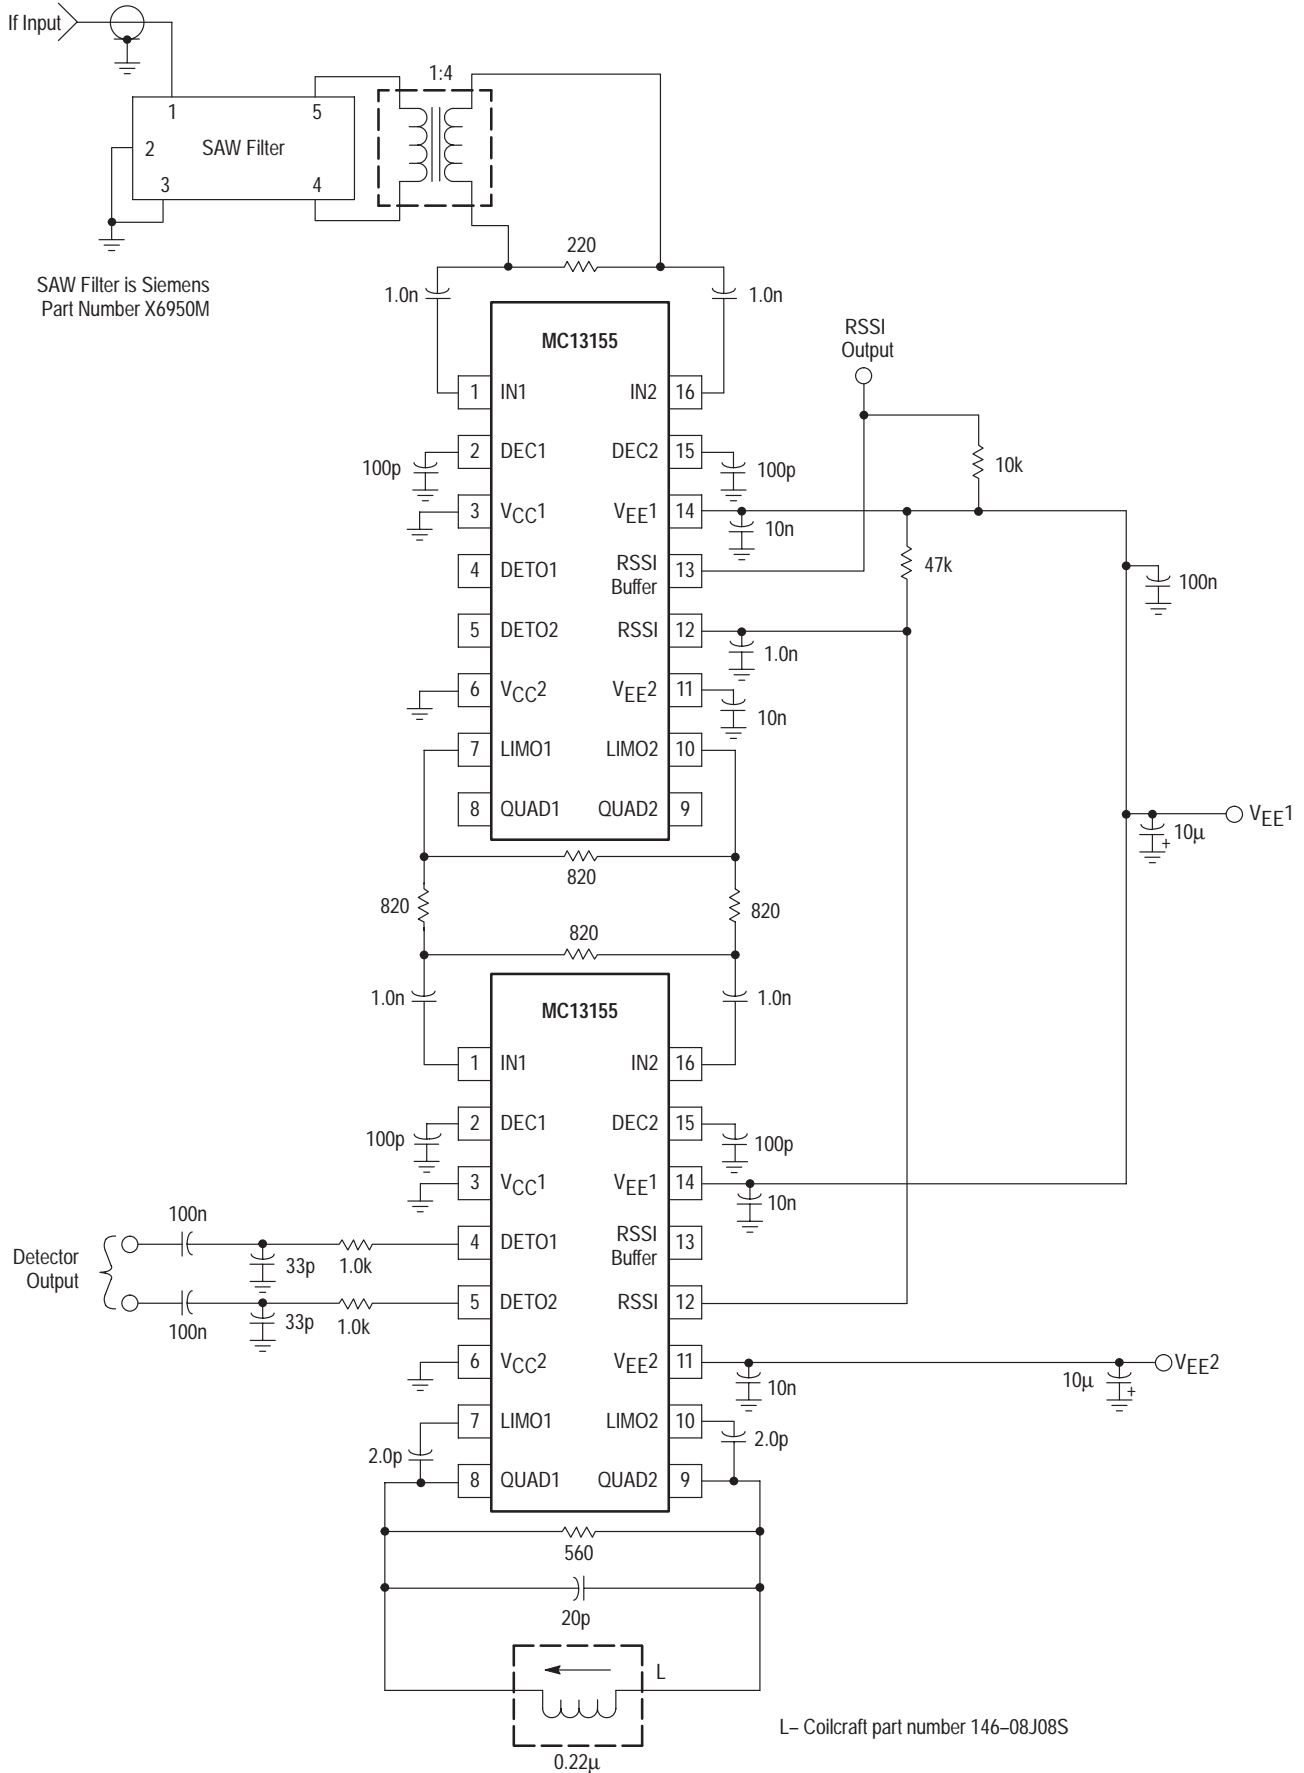 If Input
1:4
1
5
2
SAW Filter
3
4
SAW Filter is Siemens
Part Number X6950M
220
1.0n
1.0n
MC13155
RSSI
Output
1 IN1
IN2 16
2 DEC1
DEC2 15
100p
100p
10k
3 VCC1
VEE1 14
10n
4 DETO1
RSSI
Buffer
13
47k
100n
5 DETO2
RSSI 12
1.0n
6 VCC2
VEE2 11
10n
7 LIMO1
LIMO2 10
8 QUAD1
QUAD2 9
10µ
+
VEE1
820
820
820
820
1.0n
1.0n
MC13155
1 IN1
IN2 16
2 DEC1
DEC2 15
100p
100p
3 VCC1
VEE1 14
10n
100n
4 DETO1
RSSI
Buffer
13
Detector
Output
33p
1.0k
5 DETO2
RSSI 12
100n
33p
1.0k
6 VCC2
VEE2 11
VEE2
10n
10µ
+
7 LIMO1
LIMO2 10
2.0p
2.0p
8 QUAD1
QUAD2 9
560
20p
L
0.22µ
L– Coilcraft part number 146–08J08S